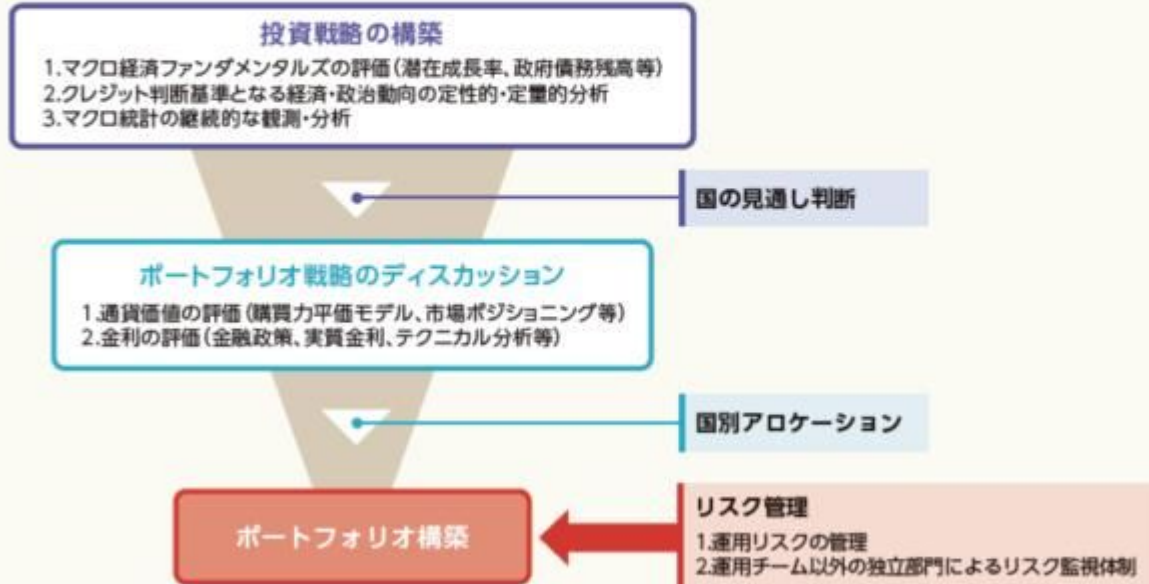 投資戦略の構築
1.マクロ経済ファンダメンタルズの評価(潜在成長率、政府債務残高等)
2.クレジット判断基準となる経済・政治動向の定性的・定量的分析
3.マクロ統計の継続的な観測・分析
国の見通し判断
ポートフォリオ戦略のディスカッション
1.通貨価値の評価(購買力平価モデル、市場ポジショニング等)
2.金利の評価(金融政策、実質金利、テクニカル分析等)
国別アロケーション
ポートフォリオ構築
リスク管理
1.運用リスクの管理
2.運用チーム以外の独立部門によるリスク監視体制